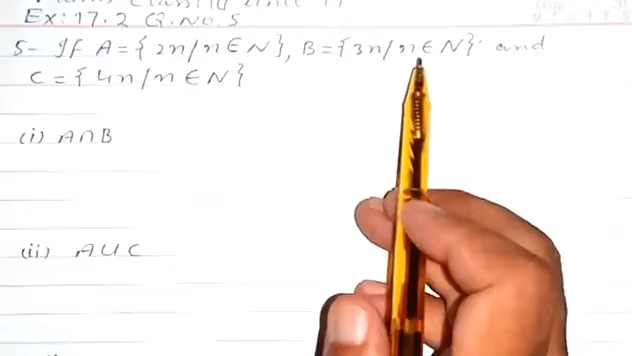 Ex: 17.2 Q.No.5
5- If A = { 2n / n ∈ N }, B = { 3n / n ∈ N } and
C = { 4n / n ∈ N }
(i) A ∩ B
(ii) A U C